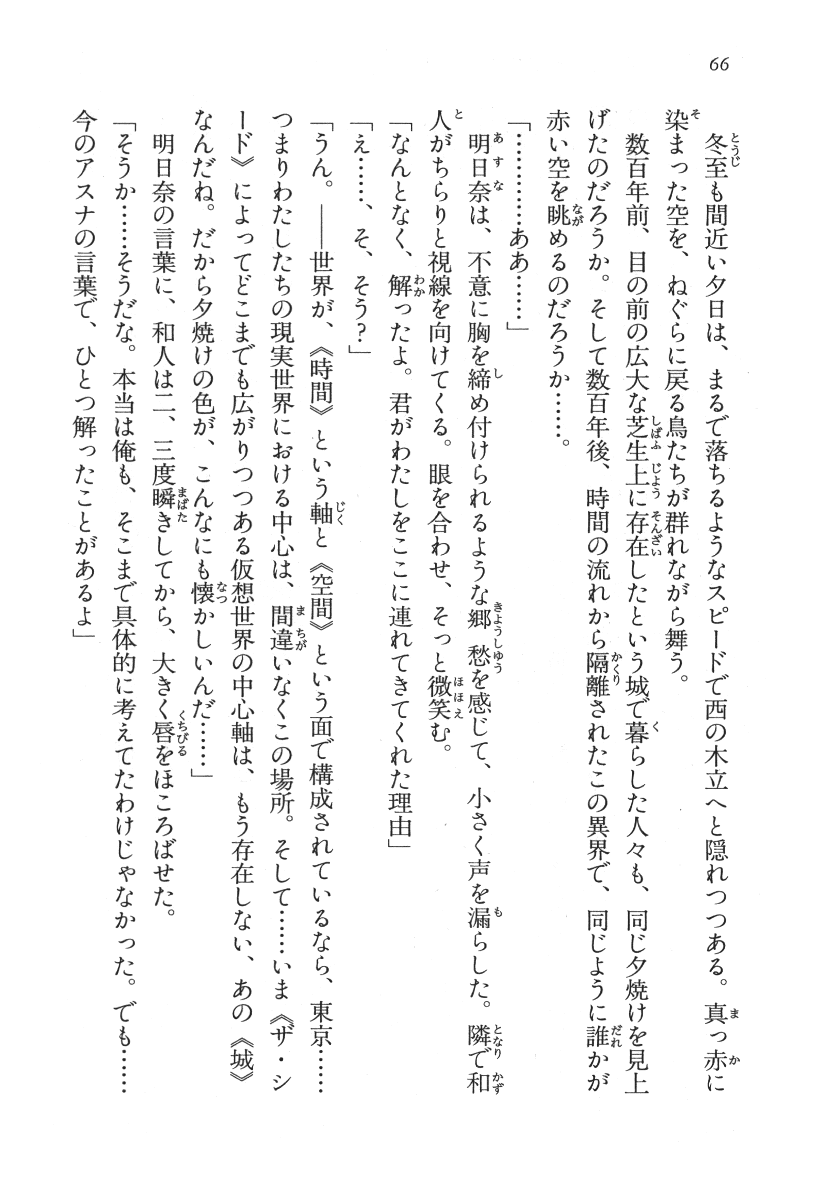 66
冬至も間近い夕日は、まるで落ちるようなスピードで西の木立へと隠れつつある。真っ赤に
染まった空を、ねぐらに戻る鳥たちが群れながら舞う。
数百年前、目の前の広大な芝生上に存在したという城で暮らした人々も、同じ夕焼けを見上
げたのだろうか。そして数百年後、時間の流れから隔離されたこの異界で、同じように誰かが
赤い空を眺めるのだろうか……。
「…………ああ……」
明日奈は、不意に胸を締め付けられるような郷愁を感じて、小さく声を漏らした。隣で和
人がちらりと視線を向けてくる。眼を合わせ、そっと微笑む。
「なんとなく、解ったよ。君がわたしをここに連れてきてくれた理由」
「え……、そ、そう?」
「うん。――世界が、《時間》という軸と《空間》という面で構成されているなら、東京……
つまりわたしたちの現実世界における中心は、間違いなくこの場所。そして……いま《ザ・シ
ード》によってどこまでも広がりつつある仮想世界の中心軸は、もう存在しない、あの《城》
なんだね。だから夕焼けの色が、こんなにも懐かしいんだ……」
明日奈の言葉に、和人は二、三度瞬きしてから、大きく唇をほころばせた。
「そうか……そうだな。本当は俺も、そこまで具体的に考えてたわけじゃなかった。でも……
今のアスナの言葉で、ひとつ解ったことがあるよ」